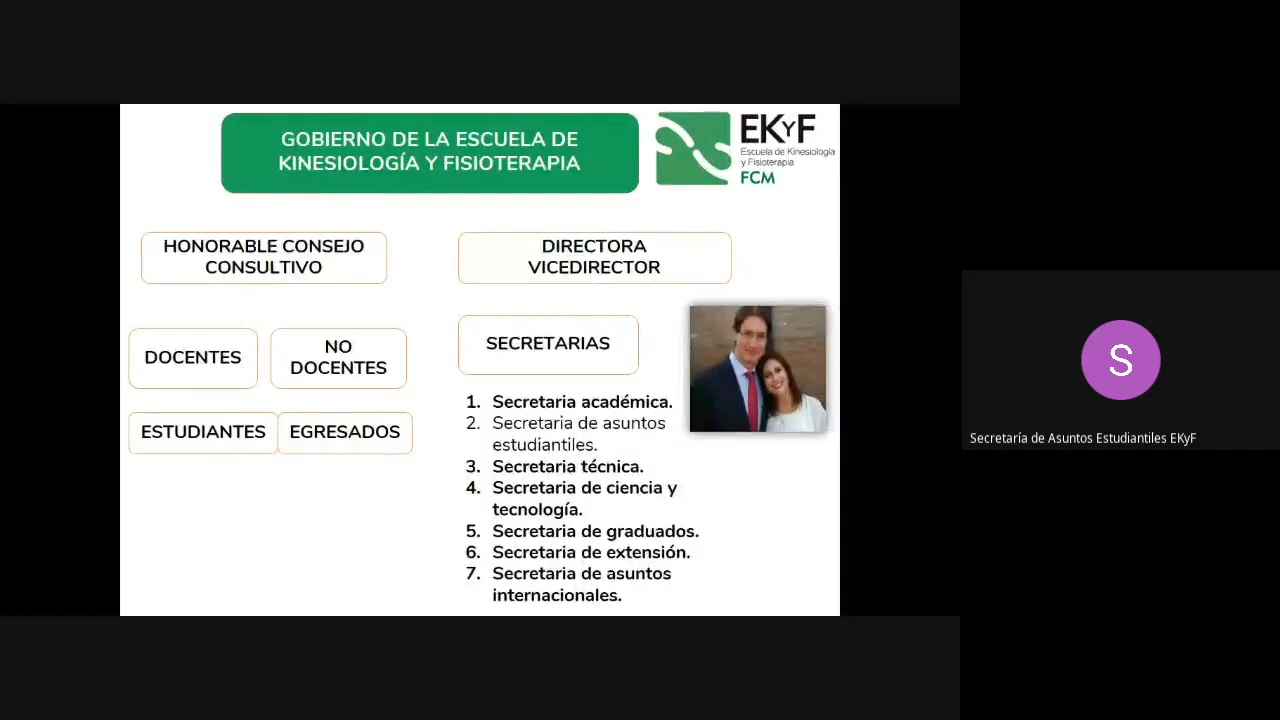 GOBIERNO DE LA ESCUELA DE
KINESIOLOGÍA Y FISIOTERAPIA
EKyF
Escuela de Kinesiología
y Fisioterapia
FCM
HONORABLE CONSEJO
CONSULTIVO
DIRECTORA
VICEDIRECTOR
DOCENTES
NO
DOCENTES
ESTUDIANTES
EGRESADOS
SECRETARIAS
1. Secretaria académica.
2. Secretaria de asuntos
estudiantiles.
3. Secretaria técnica.
4. Secretaria de ciencia y
tecnología.
5. Secretaria de graduados.
6. Secretaria de extensión.
7. Secretaria de asuntos
internacionales.
S
Secretaría de Asuntos Estudiantiles EKyF